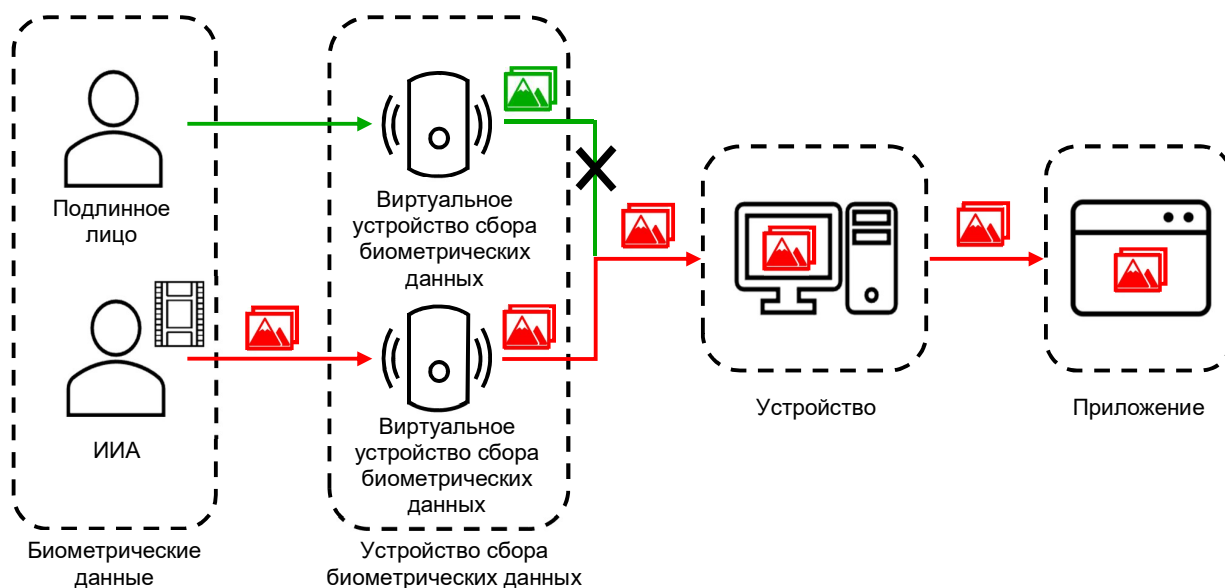 Подлинное
лицо
Виртуальное
устройство сбора
биометрических
данных
ИИА
Виртуальное
устройство сбора
биометрических
данных
Устройство
Приложение
Биометрические
данные
Устройство сбора
биометрических данных